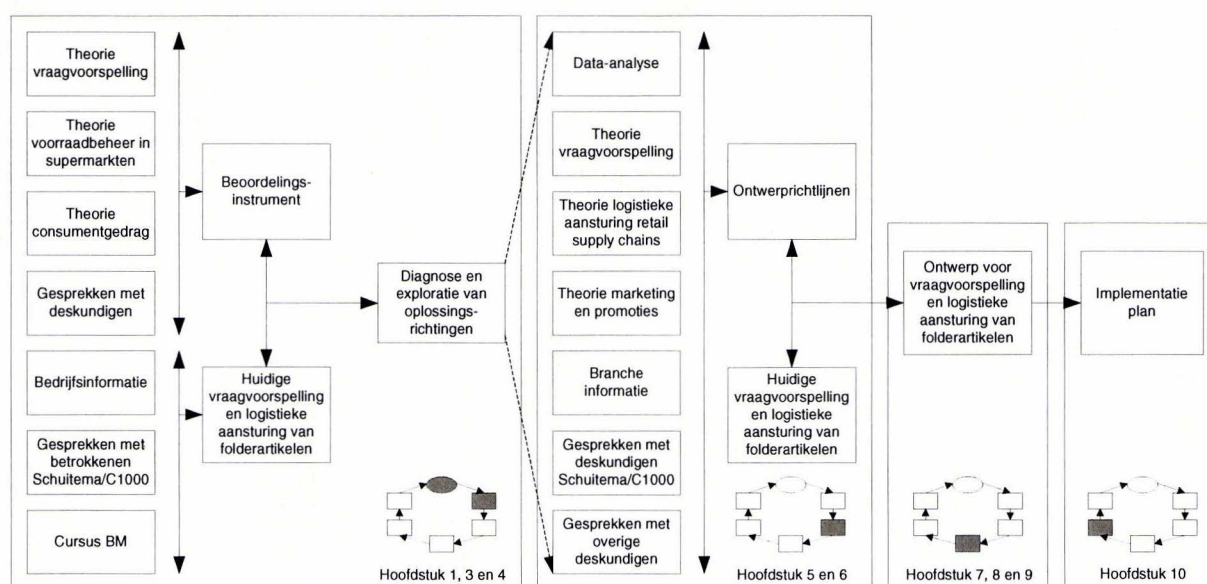 Theorie
vraagvoorspelling
Theorie
voorraadbeheer in
supermarkten
Theorie
consumentgedrag
Gesprekken met
deskundigen
Bedrijfsinformatie
Gesprekken met
betrokkenen
Schuitema/C1000
Cursus BM
Beoordelings-
instrument
Huidige
vraagvoorspelling
en logistieke
aansturing van
folderartikelen
Diagnose en
exploratie van
oplossings-
richtingen
Hoofdstuk 1, 3 en 4
Data-analyse
Theorie
vraagvoorspelling
Theorie logistieke
aansturing retail
supply chains
Theorie marketing
en promoties
Branche
informatie
Gesprekken met
deskundigen
Schuitema/C1000
Gesprekken met
overige
deskundigen
Ontwerprichtlijnen
Huidige
vraagvoorspelling
en logistieke
aansturing van
folderartikelen
Hoofdstuk 5 en 6
Ontwerp voor
vraagvoorspelling
en logistieke
aansturing van
folderartikelen
Hoofdstuk 7, 8 en 9
Implementatie
plan
Hoofdstuk 10